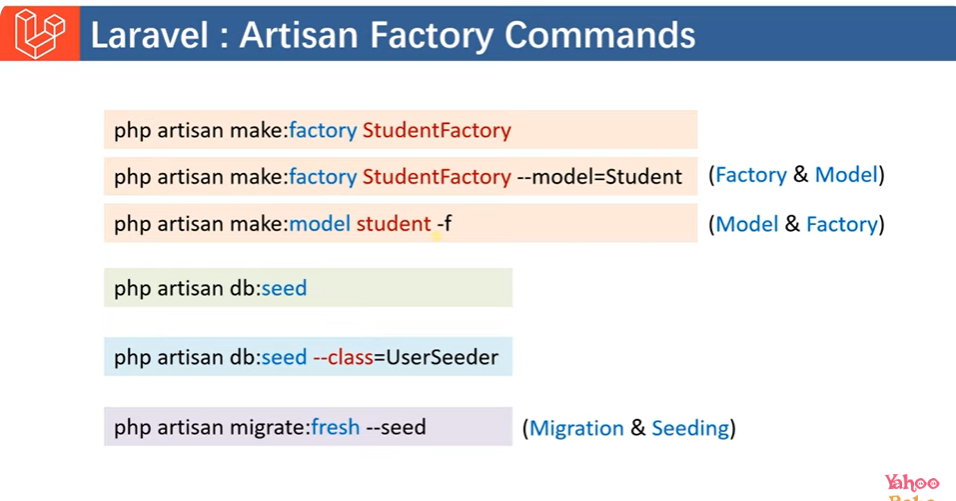 Laravel : Artisan Factory Commands
php artisan make:factory StudentFactory
php artisan make:factory StudentFactory --model=Student (Factory & Model)
php artisan make:model student -f (Model & Factory)
php artisan db:seed
php artisan db:seed --class=UserSeeder
php artisan migrate:fresh --seed (Migration & Seeding)
Yahoo